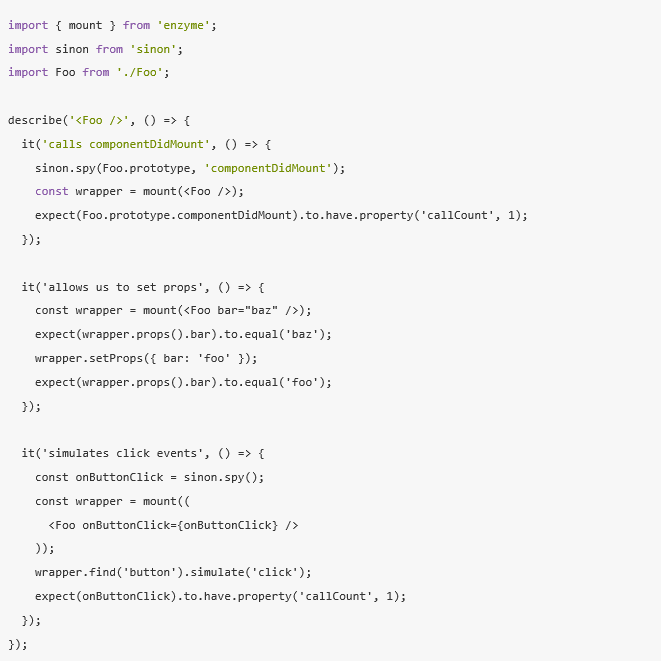 import { mount } from 'enzyme';
import sinon from 'sinon';
import Foo from './Foo';

describe('<Foo />', () => {
  it('calls componentDidMount', () => {
    sinon.spy(Foo.prototype, 'componentDidMount');
    const wrapper = mount(<Foo />);
    expect(Foo.prototype.componentDidMount).to.have.property('callCount', 1);
  });

  it('allows us to set props', () => {
    const wrapper = mount(<Foo bar="baz" />);
    expect(wrapper.props().bar).to.equal('baz');
    wrapper.setProps({ bar: 'foo' });
    expect(wrapper.props().bar).to.equal('foo');
  });

  it('simulates click events', () => {
    const onButtonClick = sinon.spy();
    const wrapper = mount((
      <Foo onButtonClick={onButtonClick} />
    ));
    wrapper.find('button').simulate('click');
    expect(onButtonClick).to.have.property('callCount', 1);
  });
});